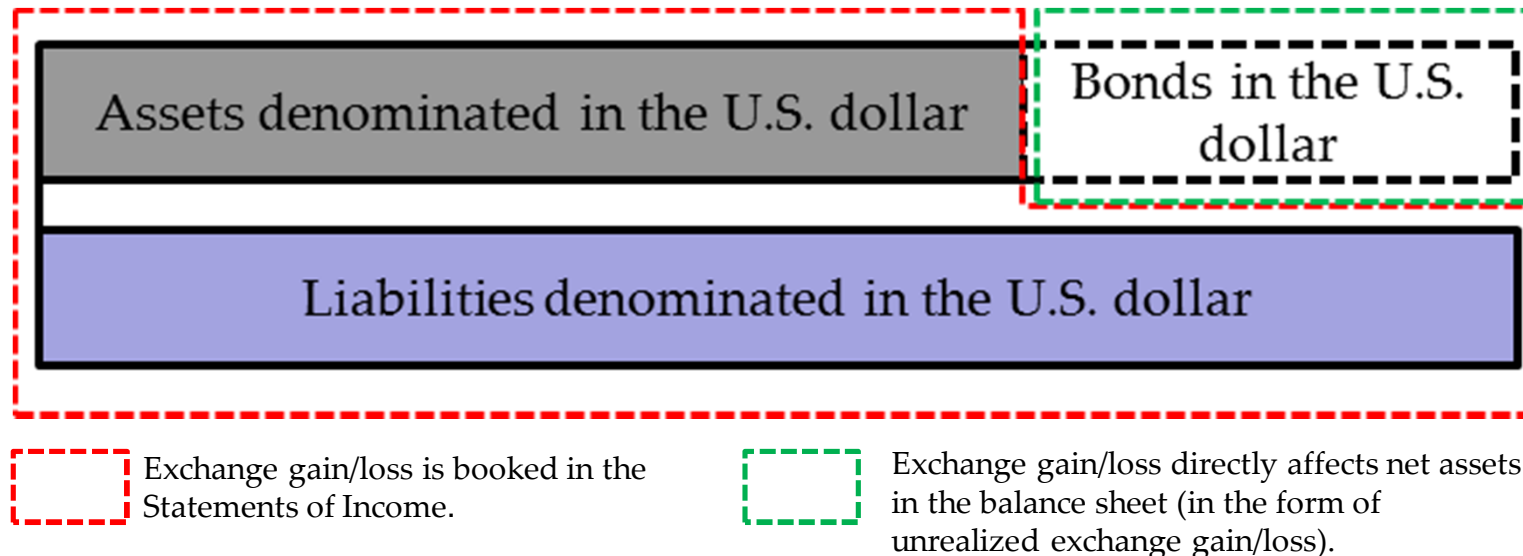 Assets denominated in the U.S. dollar
Bonds in the U.S.
dollar
Liabilities denominated in the U.S. dollar
Exchange gain/loss is booked in the
Statements of Income.
Exchange gain/loss directly affects net assets
in the balance sheet (in the form of
unrealized exchange gain/loss).